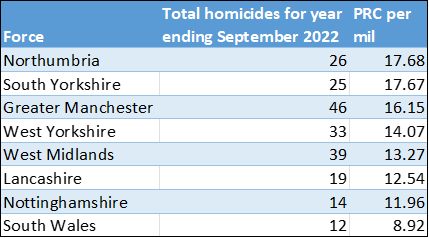 Force Total homicides for year ending September 2022 PRC per mil
Northumbria 26 17.68
South Yorkshire 25 17.67
Greater Manchester 46 16.15
West Yorkshire 33 14.07
West Midlands 39 13.27
Lancashire 19 12.54
Nottinghamshire 14 11.96
South Wales 12 8.92